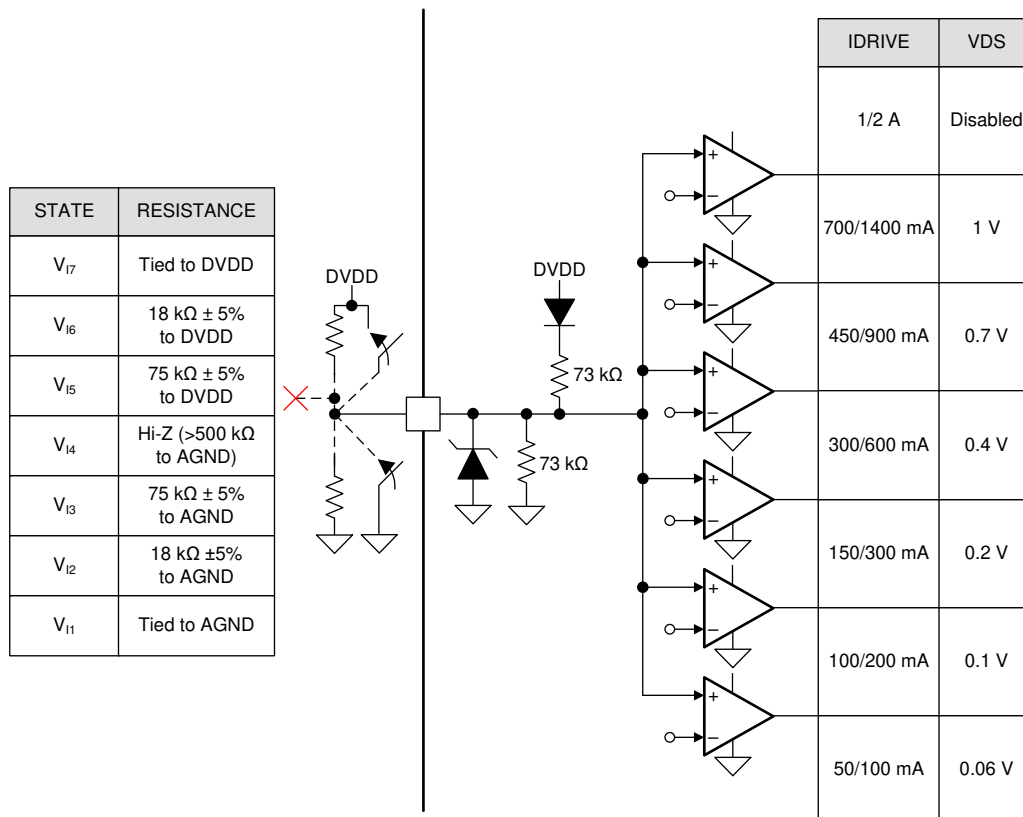 STATE RESISTANCE
V_I7 Tied to DVDD
V_I6 18 kΩ ± 5%
to DVDD
V_I5 75 kΩ ± 5%
to DVDD
V_I4 Hi-Z (>500 kΩ
to AGND)
V_I3 75 kΩ ± 5%
to AGND
V_I2 18 kΩ ±5%
to AGND
V_I1 Tied to AGND
DVDD
DVDD
73 kΩ
73 kΩ
+
−
+
−
+
−
+
−
+
−
+
−
IDRIVE VDS
1/2 A Disabled
700/1400 mA 1 V
450/900 mA 0.7 V
300/600 mA 0.4 V
150/300 mA 0.2 V
100/200 mA 0.1 V
50/100 mA 0.06 V